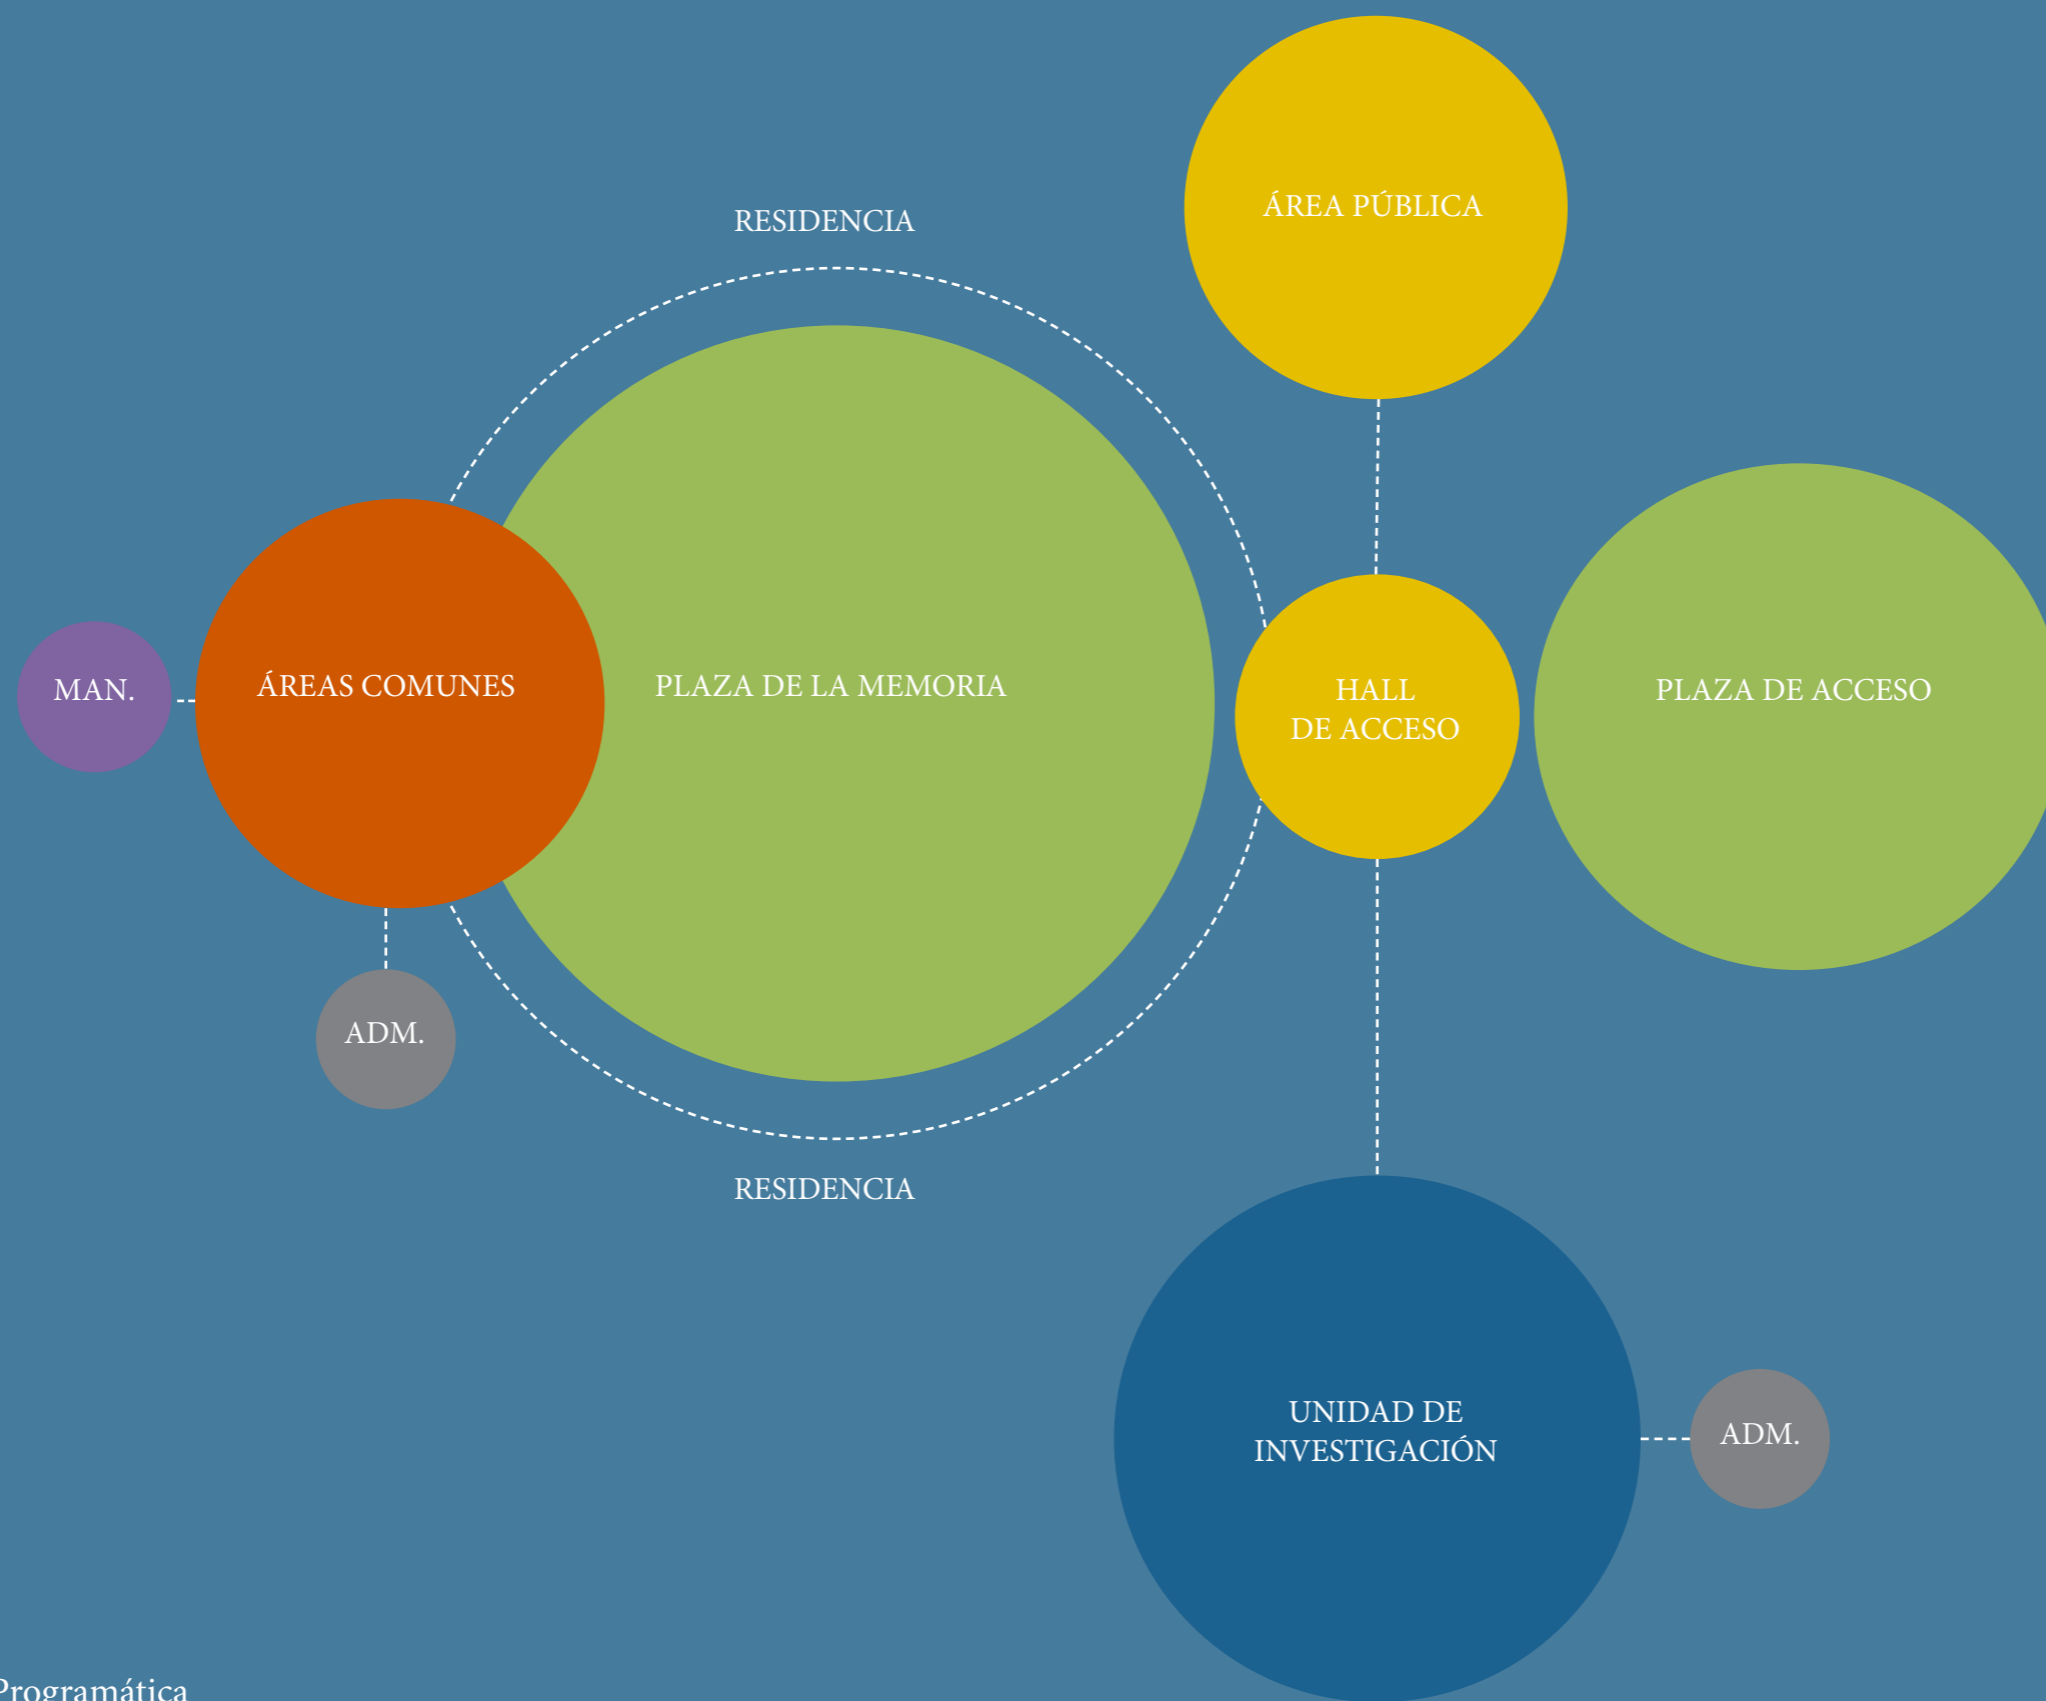 ÁREA PÚBLICA
RESIDENCIA
MAN.
ÁREAS COMUNES
PLAZA DE LA MEMORIA
HALL
DE ACCESO
PLAZA DE ACCESO
ADM.
RESIDENCIA
UNIDAD DE
INVESTIGACIÓN
ADM.
Programática